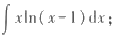 ∫ x ln ( x − 1 ) dx ;